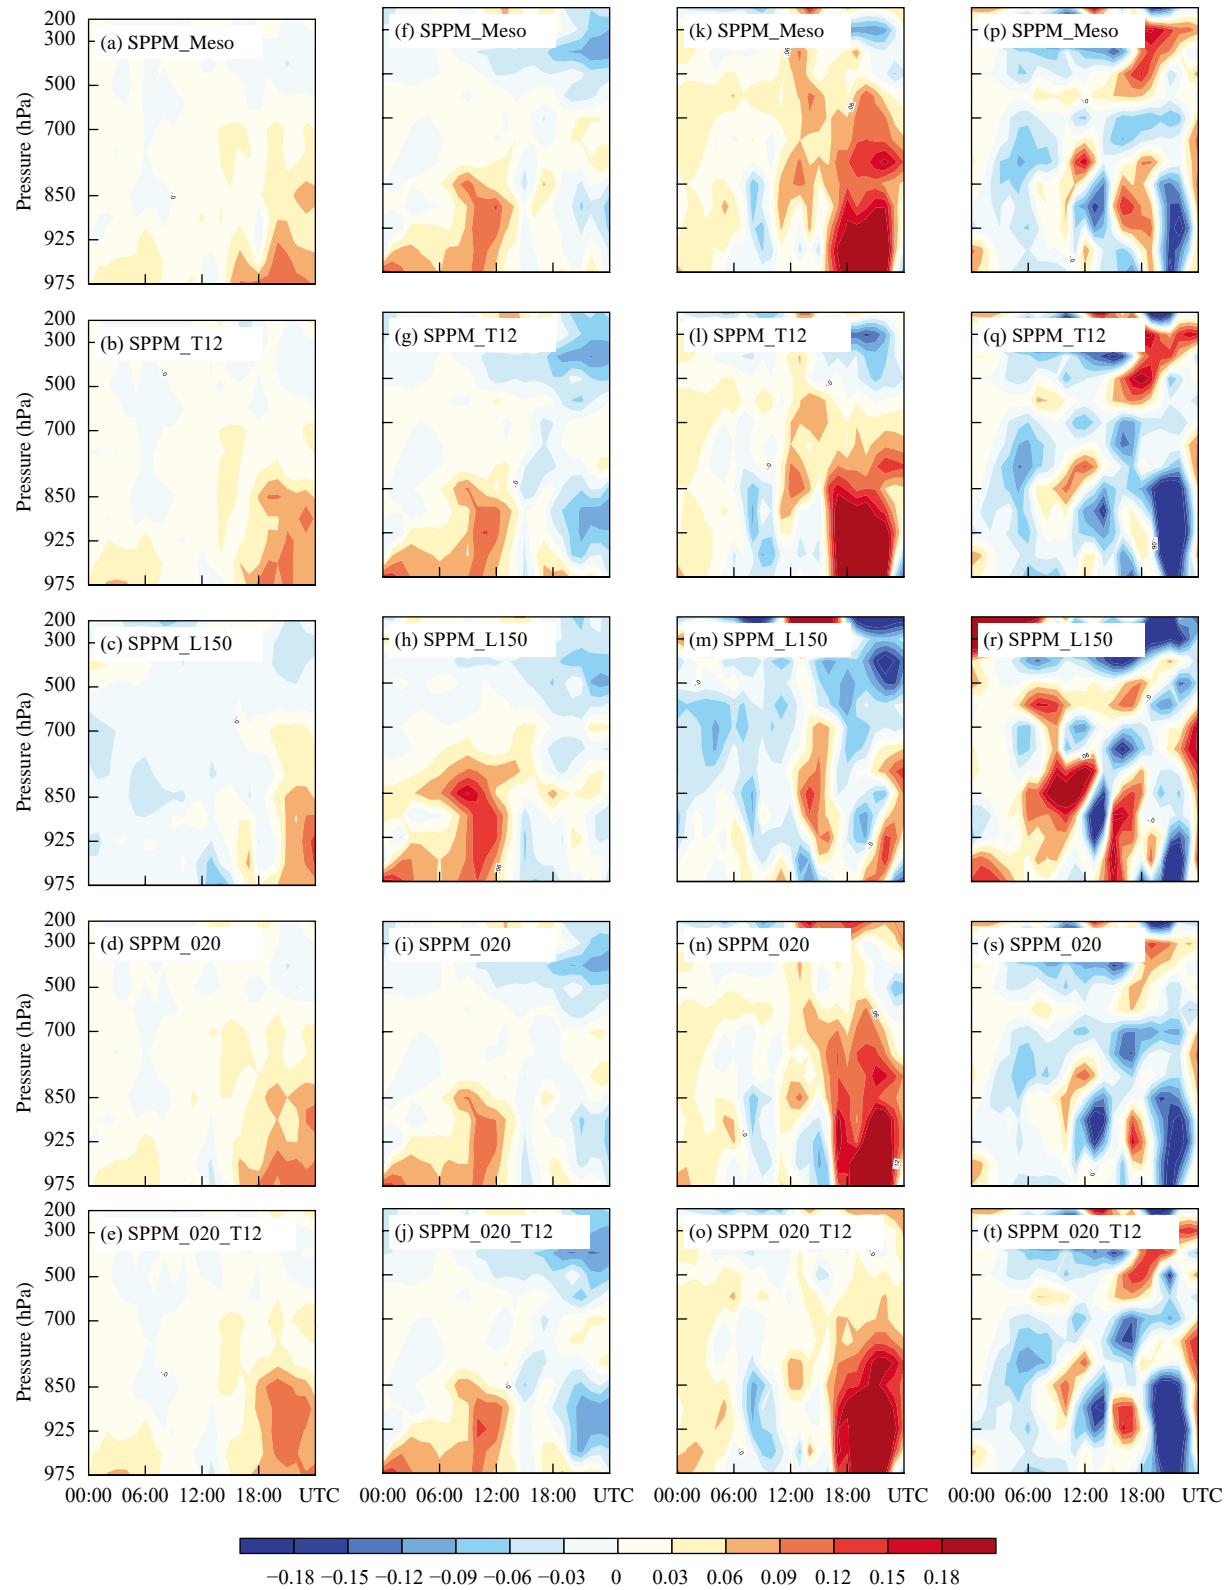 (a) SPPM_Meso
(f) SPPM_Meso
(k) SPPM_Meso
(p) SPPM_Meso
200
300
500
700
850
925
975
Pressure (hPa)
(b) SPPM_T12
(g) SPPM_T12
(l) SPPM_T12
(q) SPPM_T12
200
300
500
700
850
925
975
Pressure (hPa)
(c) SPPM_L150
(h) SPPM_L150
(m) SPPM_L150
(r) SPPM_L150
200
300
500
700
850
925
975
Pressure (hPa)
(d) SPPM_020
(i) SPPM_020
(n) SPPM_020
(s) SPPM_020
200
300
500
700
850
925
975
Pressure (hPa)
(e) SPPM_020_T12
(j) SPPM_020_T12
(o) SPPM_020_T12
(t) SPPM_020_T12
200
300
500
700
850
925
975
Pressure (hPa)
00:00 06:00 12:00 18:00 UTC
00:00 06:00 12:00 18:00 UTC
00:00 06:00 12:00 18:00 UTC
00:00 06:00 12:00 18:00 UTC
−0.18 −0.15 −0.12 −0.09 −0.06 −0.03 0 0.03 0.06 0.09 0.12 0.15 0.18